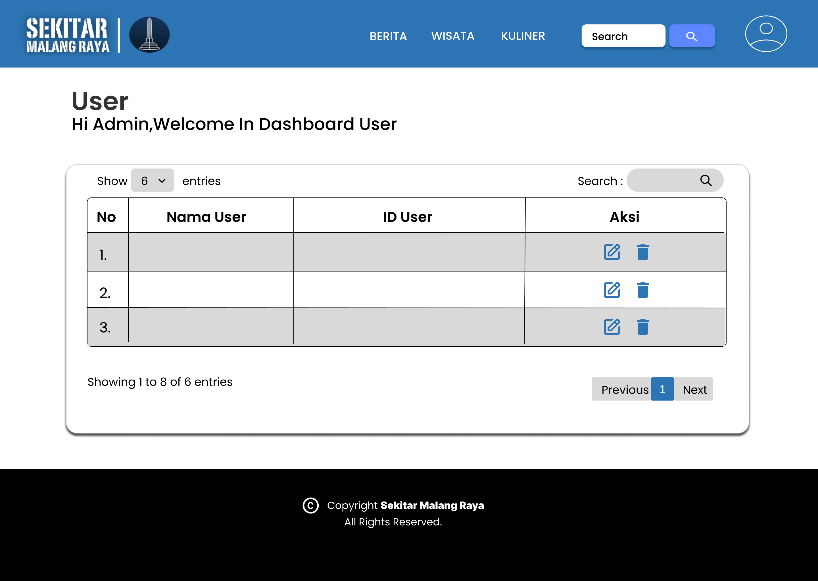 SEKITAR
MALANG RAYA
BERITA WISATA KULINER Search
User
Hi Admin,Welcome In Dashboard User
Show 6 entries Search :
No Nama User ID User Aksi
1.
2.
3.
Showing 1 to 8 of 6 entries
Previous 1 Next
© Copyright Sekitar Malang Raya
All Rights Reserved.